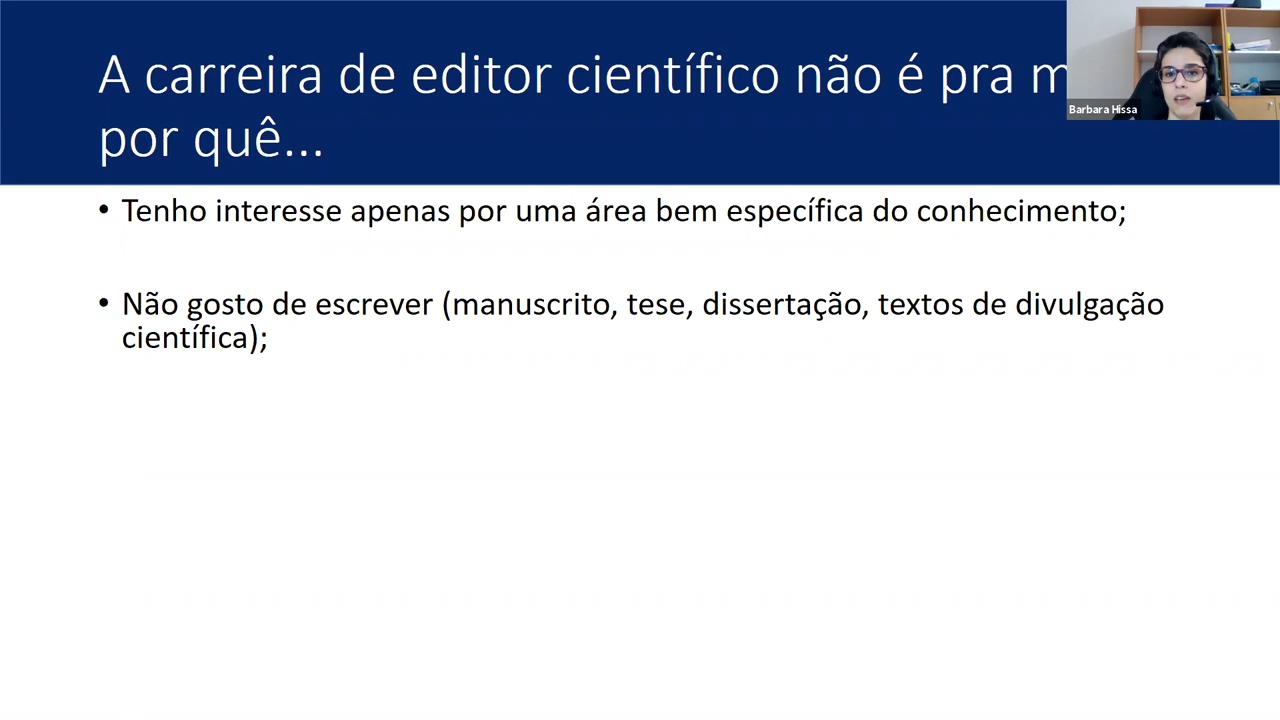 A carreira de editor científico não é pra
por quê...
Barbara Hissa
• Tenho interesse apenas por uma área bem específica do conhecimento;
• Não gosto de escrever (manuscrito, tese, dissertação, textos de divulgação
científica);